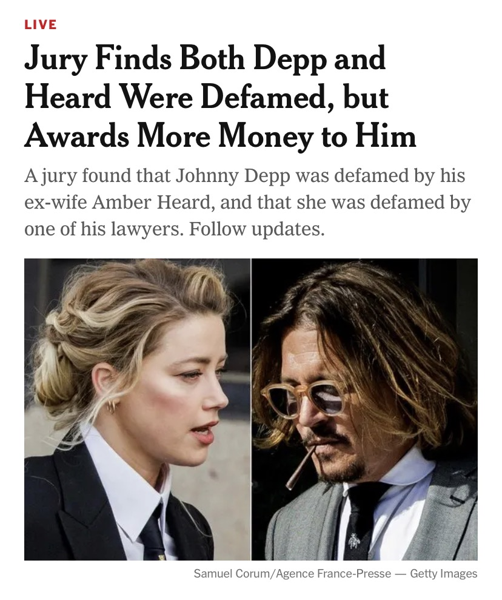 LIVE
Jury Finds Both Depp and
Heard Were Defamed, but
Awards More Money to Him
A jury found that Johnny Depp was defamed by his
ex-wife Amber Heard, and that she was defamed by
one of his lawyers. Follow updates.
Samuel Corum/Agence France-Presse — Getty Images